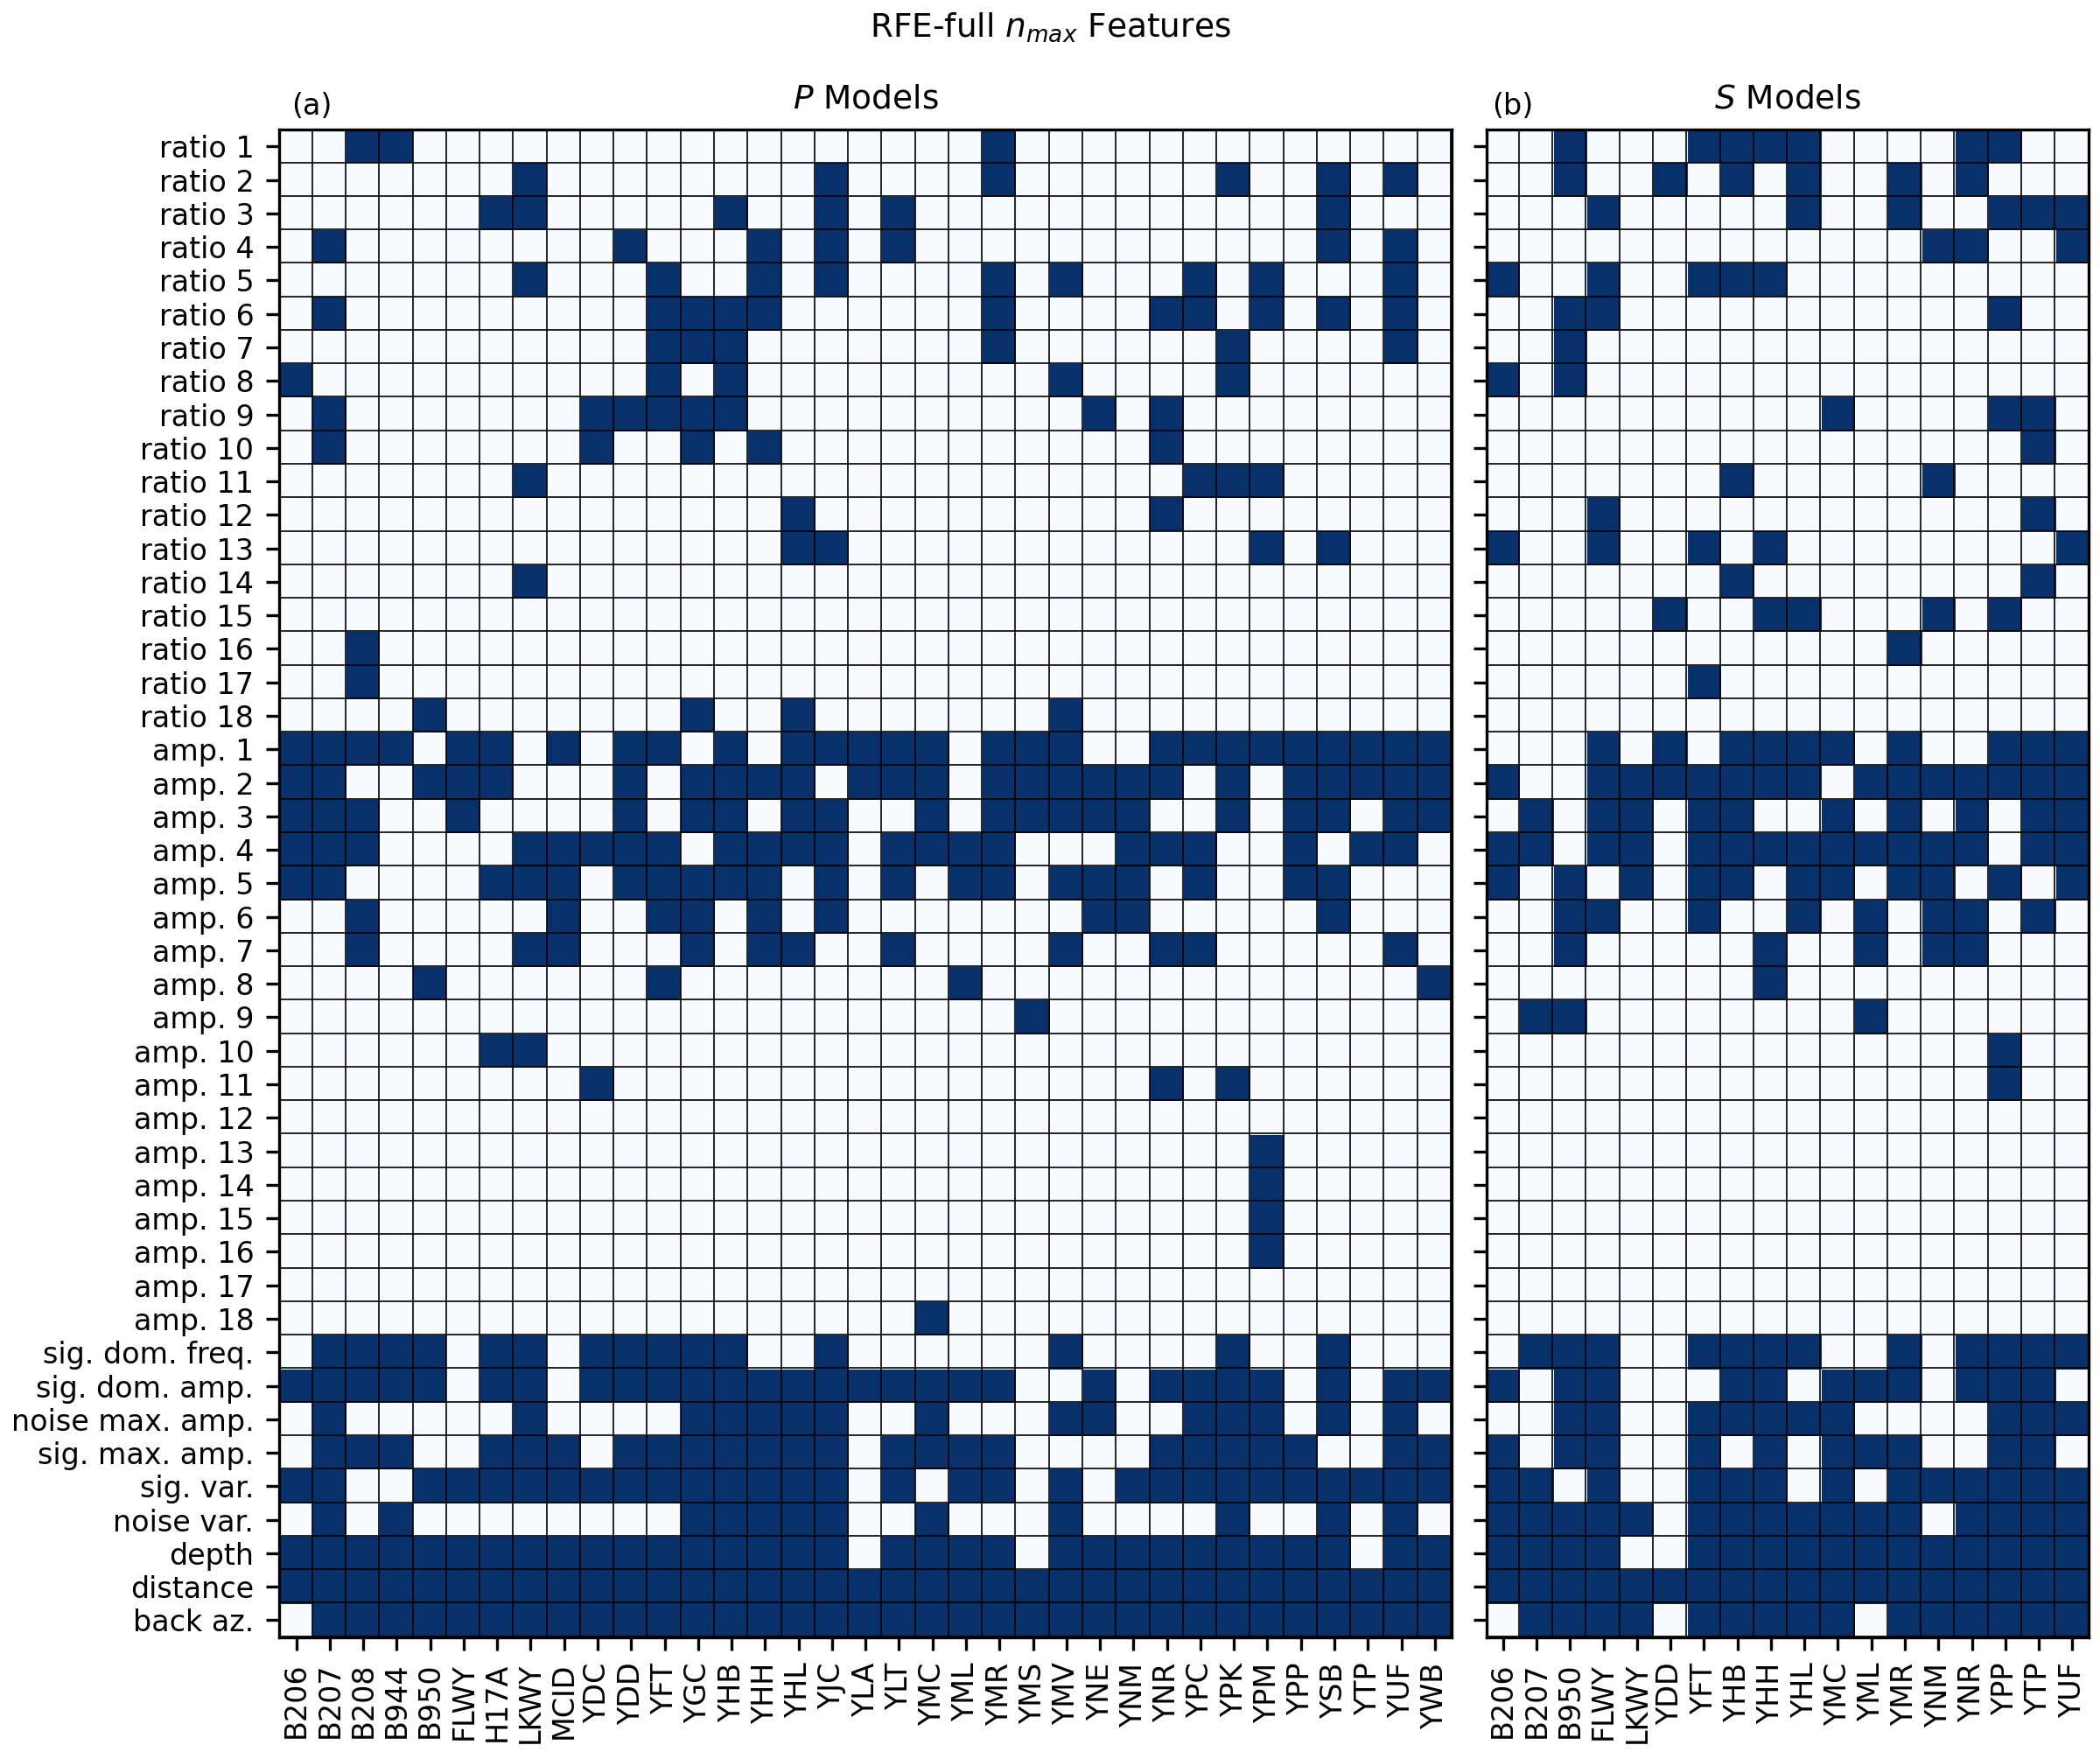 RFE-full n_max Features
(a)
P Models
(b)
S Models
ratio 1
ratio 2
ratio 3
ratio 4
ratio 5
ratio 6
ratio 7
ratio 8
ratio 9
ratio 10
ratio 11
ratio 12
ratio 13
ratio 14
ratio 15
ratio 16
ratio 17
ratio 18
amp. 1
amp. 2
amp. 3
amp. 4
amp. 5
amp. 6
amp. 7
amp. 8
amp. 9
amp. 10
amp. 11
amp. 12
amp. 13
amp. 14
amp. 15
amp. 16
amp. 17
amp. 18
sig. dom. freq.
sig. dom. amp.
noise max. amp.
sig. max. amp.
sig. var.
noise var.
depth
distance
back az.
B206
B207
B208
B944
B950
FLWY
H17A
LKWY
MCID
YDC
YDD
YFT
YGC
YHB
YHH
YHL
YJC
YLA
YLT
YMC
YML
YMR
YMS
YMV
YNE
YNM
YNR
YPC
YPK
YPM
YPP
YSB
YTP
YUF
YWB
B206
B207
B950
FLWY
LKWY
YDD
YFT
YHB
YHH
YHL
YMC
YML
YMR
YNM
YNR
YPP
YTP
YUF